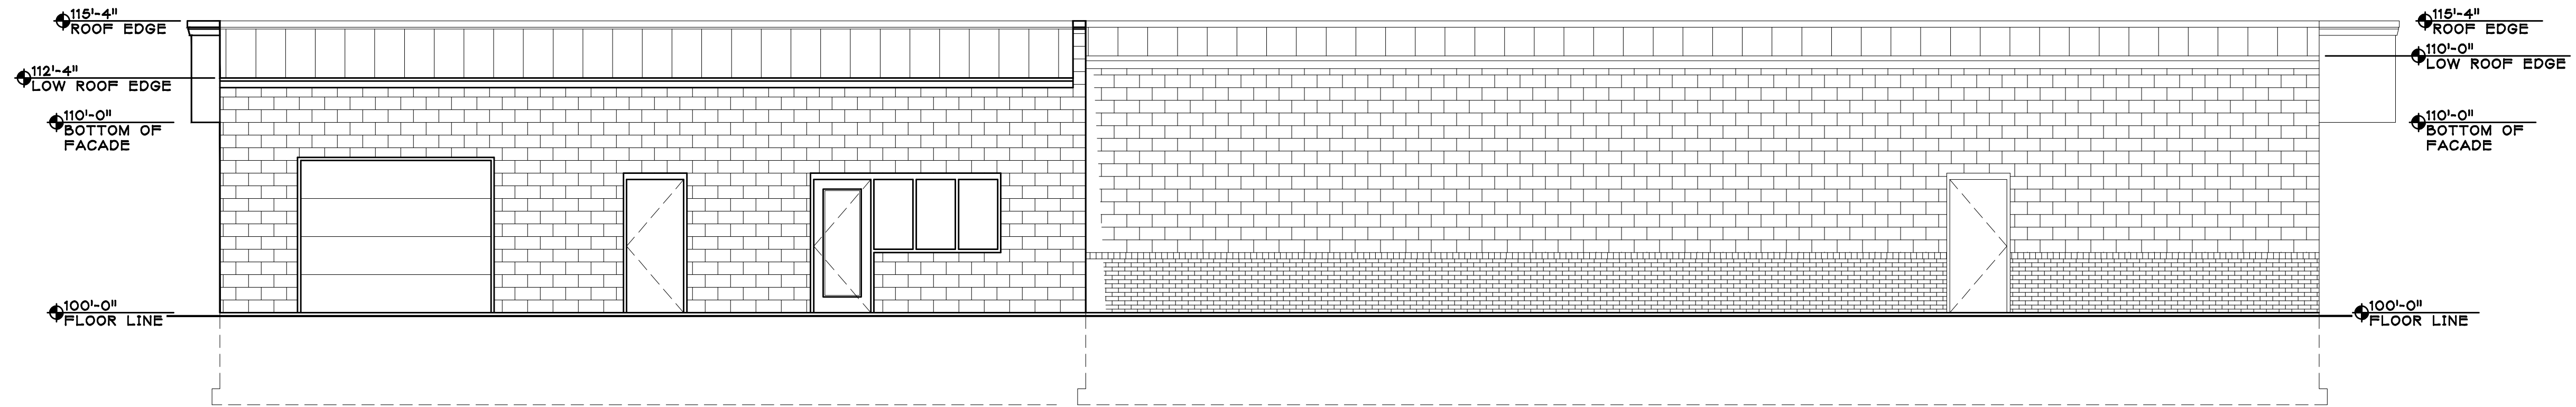 115'-4"
ROOF EDGE
112'-4"
LOW ROOF EDGE
110'-0"
BOTTOM OF
FACADE
100'-0"
FLOOR LINE
115'-4"
ROOF EDGE
110'-0"
LOW ROOF EDGE
110'-0"
BOTTOM OF
FACADE
100'-0"
FLOOR LINE